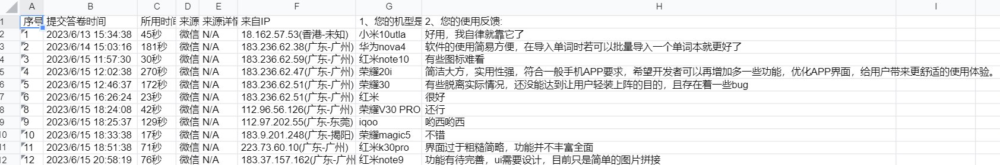 A B C D E F G H I
1 序号 提交答卷时间 所用时间 来源 来源详情 来自IP 1、您的机型是 2、您的使用反馈:
2 1 2023/6/13 15:34:38 45秒 微信 N/A 18.162.57.53(香港-未知) 小米10utla 好用，我自律就靠它了
3 2 2023/6/14 15:03:16 181秒 微信 N/A 183.236.62.38(广东-广州) 华为nova4 软件的使用简易方便，在导入单词时若可以批量导入一个单词本就更好了
4 3 2023/6/15 11:57:30 30秒 微信 N/A 183.236.62.59(广东-广州) 红米note10 有些图标难看
5 4 2023/6/15 12:02:38 270秒 微信 N/A 183.236.62.47(广东-广州) 荣耀20i 简洁大方，实用性强，符合一般手机APP要求，希望开发者可以再增加多一些功能，优化APP界面，给用户带来更舒适的使用体验。
6 5 2023/6/15 12:46:37 172秒 微信 N/A 183.236.62.51(广东-广州) 荣耀30 有些脱离实际情况，还没能达到让用户轻装上阵的目的，且存在着一些bug
7 6 2023/6/15 16:26:24 23秒 微信 N/A 183.236.62.51(广东-广州) 红米 很好
8 8 2023/6/15 18:24:08 42秒 微信 N/A 112.96.56.126(广东-广州) 荣耀V30 PRO 还行
9 9 2023/6/15 18:25:37 129秒 微信 N/A 112.97.202.55(广东-东莞) iqoo 哟西哟西
10 10 2023/6/15 18:33:38 17秒 微信 N/A 183.9.201.248(广东-揭阳) 荣耀magic5 不错
11 11 2023/6/15 18:51:38 71秒 微信 N/A 223.73.60.10(广东-广州) 红米k30pro 界面过于粗糙简略，功能并不丰富全面
12 12 2023/6/15 20:58:19 76秒 微信 N/A 183.37.157.162(广东-广州 红米note9 功能有待完善，ui需要设计，目前只是简单的图片拼接